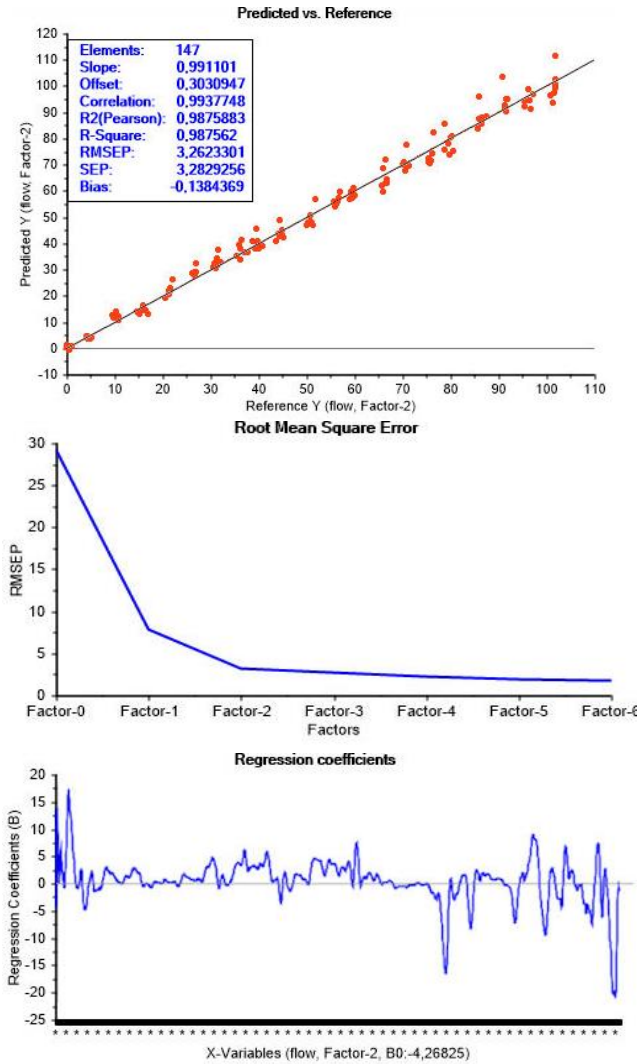 Predicted vs. Reference
120
110
100
90
80
70
60
50
40
30
20
10
0
-10
Predicted Y (flow, Factor-2)
Elements: 147
Slope: 0,991101
Offset: 0,3030947
Correlation: 0,9937748
R2(Pearson): 0,9875883
R-Square: 0,987562
RMSEP: 3,2623301
SEP: 3,2829256
Bias: -0,1384369
0 10 20 30 40 50 60 70 80 90 100 110
Reference Y (flow, Factor-2)
Root Mean Square Error
30
25
20
15
10
5
0
RMSEP
Factor-0 Factor-1 Factor-2 Factor-3 Factor-4 Factor-5 Factor-6
Factors
Regression coefficients
20
15
10
5
0
-5
-10
-15
-20
-25
Regression Coefficients (B)
X-Variables (flow, Factor-2, B0:-4,26825)